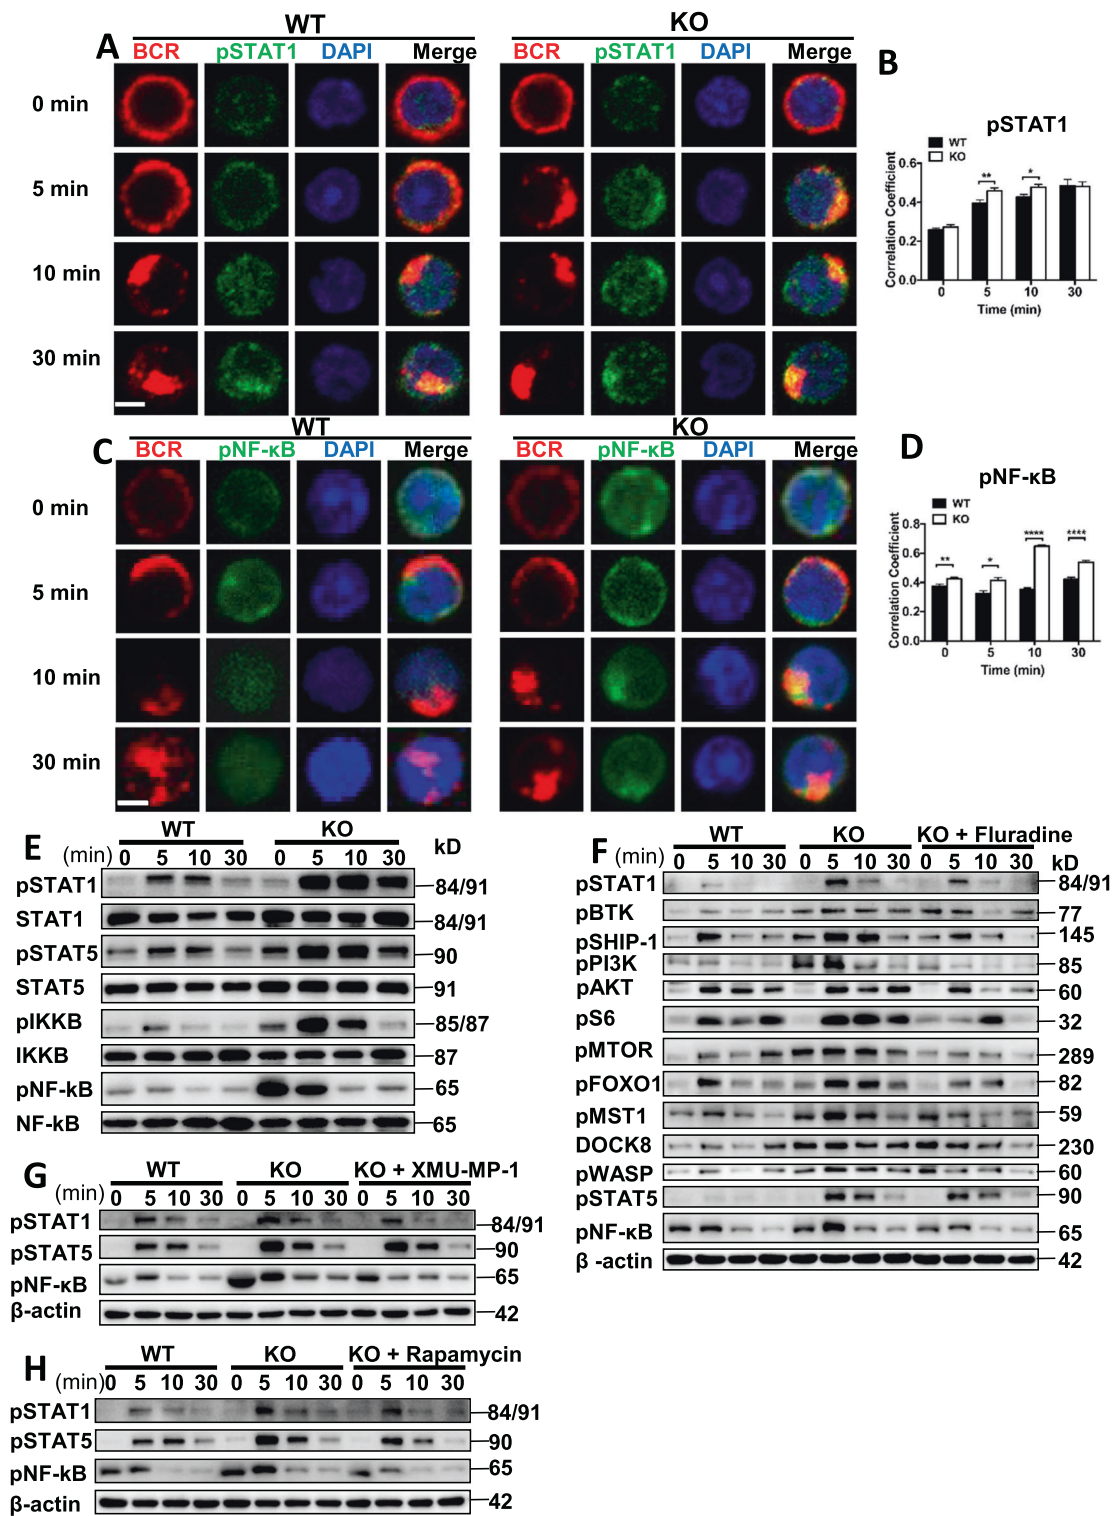 A
WT
KO
BCR pSTAT1 DAPI Merge
BCR pSTAT1 DAPI Merge
0 min
5 min
10 min
30 min
B
pSTAT1
WT
KO
Correlation Coefficient
0.6
0.4
0.2
0.0
** *
0 5 10 30
Time (min)
C
WT
KO
BCR pNF-κB DAPI Merge
BCR pNF-κB DAPI Merge
0 min
5 min
10 min
30 min
D
pNF-κB
WT
KO
Correlation Coefficient
0.8
0.6
0.4
0.2
0.0
** * **** ****
0 5 10 30
Time (min)
E
WT KO
(min) 0 5 10 30 0 5 10 30 kD
pSTAT1 84/91
STAT1 84/91
pSTAT5 90
STAT5 91
pIKKB 85/87
IKKB 87
pNF-kB 65
NF-kB 65
F
WT KO KO + Fluradine
(min) 0 5 10 30 0 5 10 30 0 5 10 30 kD
pSTAT1 84/91
pBTK 77
pSHIP-1 145
pPI3K 85
pAKT 60
pS6 32
pMTOR 289
pFOXO1 82
pMST1 59
DOCK8 230
pWASP 60
pSTAT5 90
pNF-κB 65
β -actin 42
G
WT KO KO + XMU-MP-1
(min) 0 5 10 30 0 5 10 30 0 5 10 30
pSTAT1 84/91
pSTAT5 90
pNF-κB 65
β-actin 42
H
WT KO KO + Rapamycin
(min) 0 5 10 30 0 5 10 30 0 5 10 30
pSTAT1 84/91
pSTAT5 90
pNF-kB 65
β-actin 42